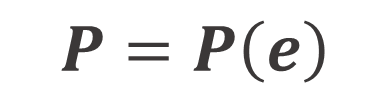 P = P(e)